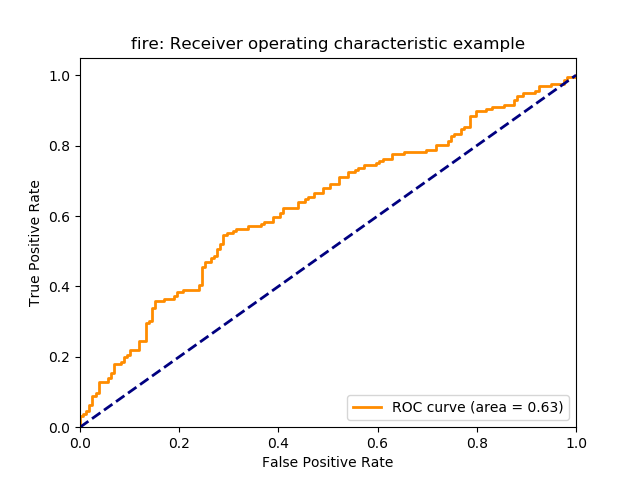 fire: Receiver operating characteristic example
1.0
0.8
0.6
0.4
0.2
0.0
True Positive Rate
ROC curve (area = 0.63)
0.0 0.2 0.4 0.6 0.8 1.0
False Positive Rate